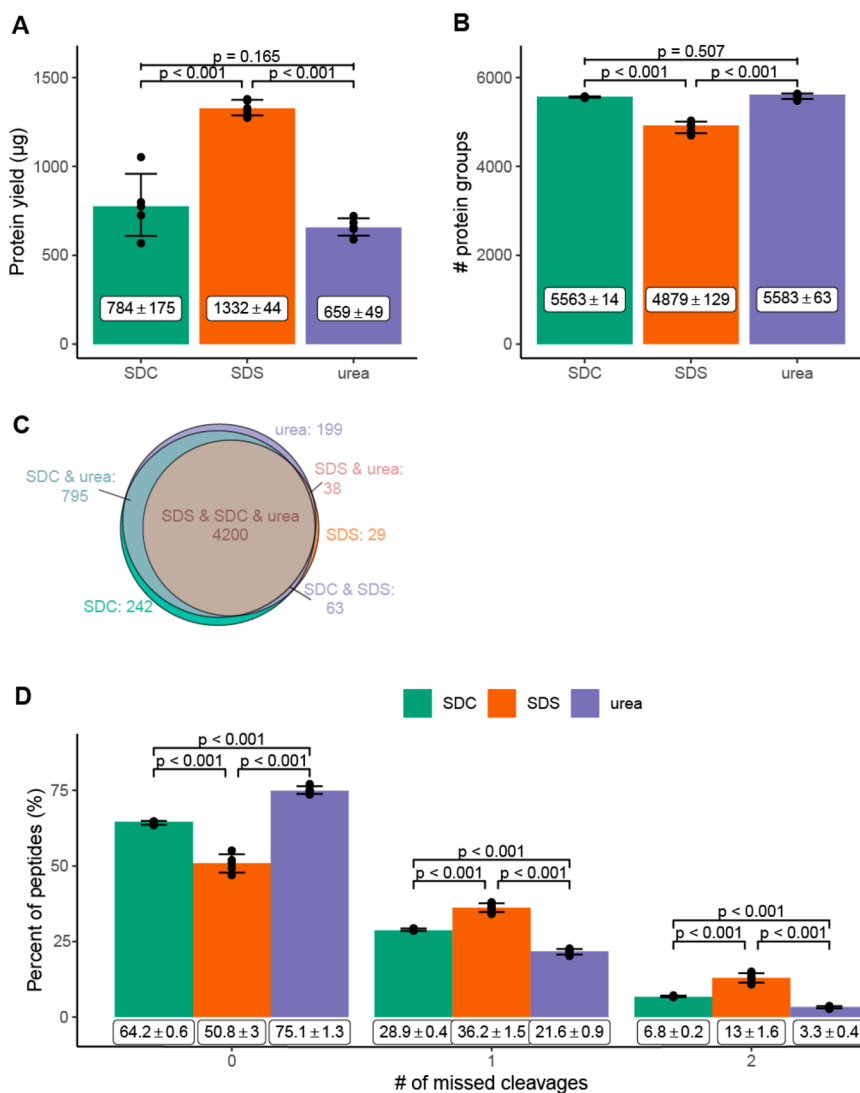 A
p = 0.165
p < 0.001 p < 0.001
Protein yield (µg)
1500
1000
500
0
784 ± 175 1332 ± 44 659 ± 49
SDC SDS urea
B
p = 0.507
p < 0.001 p < 0.001
# protein groups
6000
4000
2000
0
5563 ± 14 4879 ± 129 5583 ± 63
SDC SDS urea
C
urea: 199
SDC & urea:
795
SDS & urea:
38
SDS & SDC & urea
4200
SDS: 29
SDC & SDS:
63
SDC: 242
D
SDC SDS urea
Percent of peptides (%)
75
50
25
0
p < 0.001
p < 0.001 p < 0.001
p < 0.001
p < 0.001 p < 0.001
p < 0.001
p < 0.001 p < 0.001
64.2 ± 0.6 50.8 ± 3 75.1 ± 1.3 28.9 ± 0.4 36.2 ± 1.5 21.6 ± 0.9 6.8 ± 0.2 13 ± 1.6 3.3 ± 0.4
0 1 2
# of missed cleavages